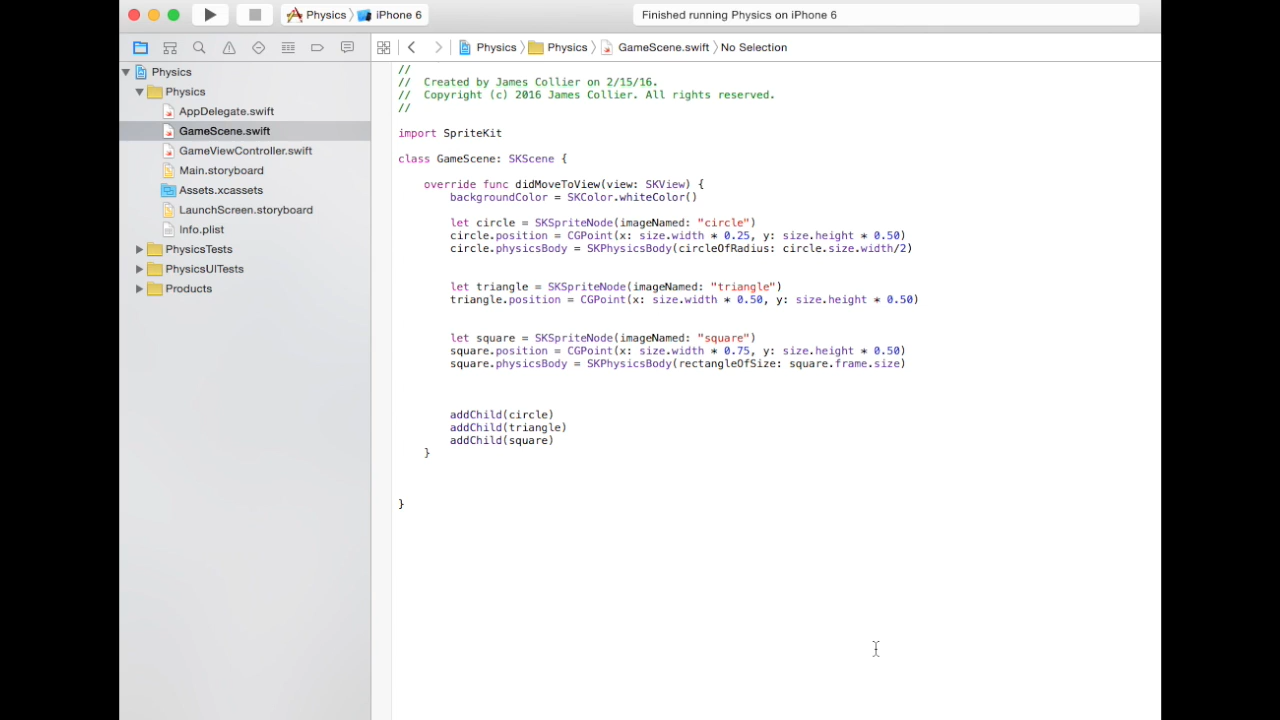 Physics iPhone 6
Finished running Physics on iPhone 6
Physics Physics GameScene.swift No Selection
Physics
Physics
AppDelegate.swift
GameScene.swift
GameViewController.swift
Main.storyboard
Assets.xcassets
LaunchScreen.storyboard
Info.plist
PhysicsTests
PhysicsUITests
Products
//
//  Created by James Collier on 2/15/16.
//  Copyright (c) 2016 James Collier. All rights reserved.
//
import SpriteKit
class GameScene: SKScene {
    override func didMoveToView(view: SKView) {
        backgroundColor = SKColor.whiteColor()
        let circle = SKSpriteNode(imageNamed: "circle")
        circle.position = CGPoint(x: size.width * 0.25, y: size.height * 0.50)
        circle.physicsBody = SKPhysicsBody(circleOfRadius: circle.size.width/2)
        let triangle = SKSpriteNode(imageNamed: "triangle")
        triangle.position = CGPoint(x: size.width * 0.50, y: size.height * 0.50)
        let square = SKSpriteNode(imageNamed: "square")
        square.position = CGPoint(x: size.width * 0.75, y: size.height * 0.50)
        square.physicsBody = SKPhysicsBody(rectangleOfSize: square.frame.size)
        addChild(circle)
        addChild(triangle)
        addChild(square)
    }
}